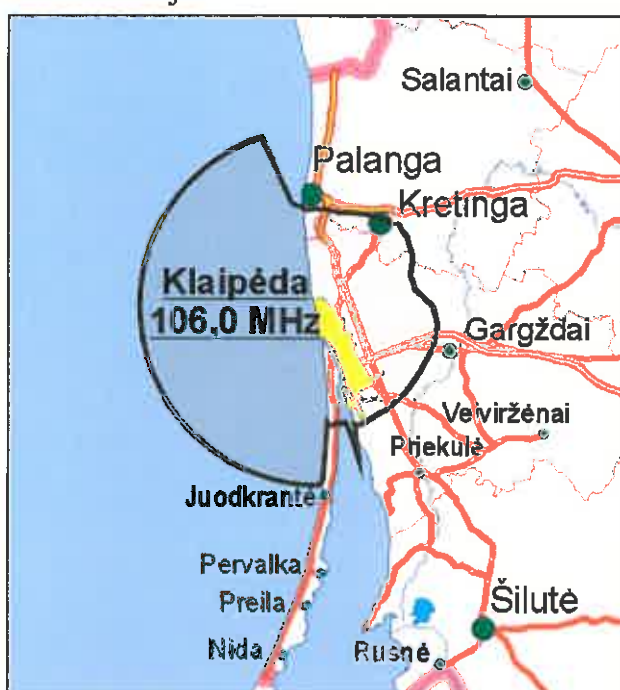 Salantai
Palanga
Kretinga
Klaipėda
106,0 MHz
Gargždai
Veiviržėnai
Priekulė
Juodkrantė
Pervalka
Preila
Šilutė
Nida
Rusnė